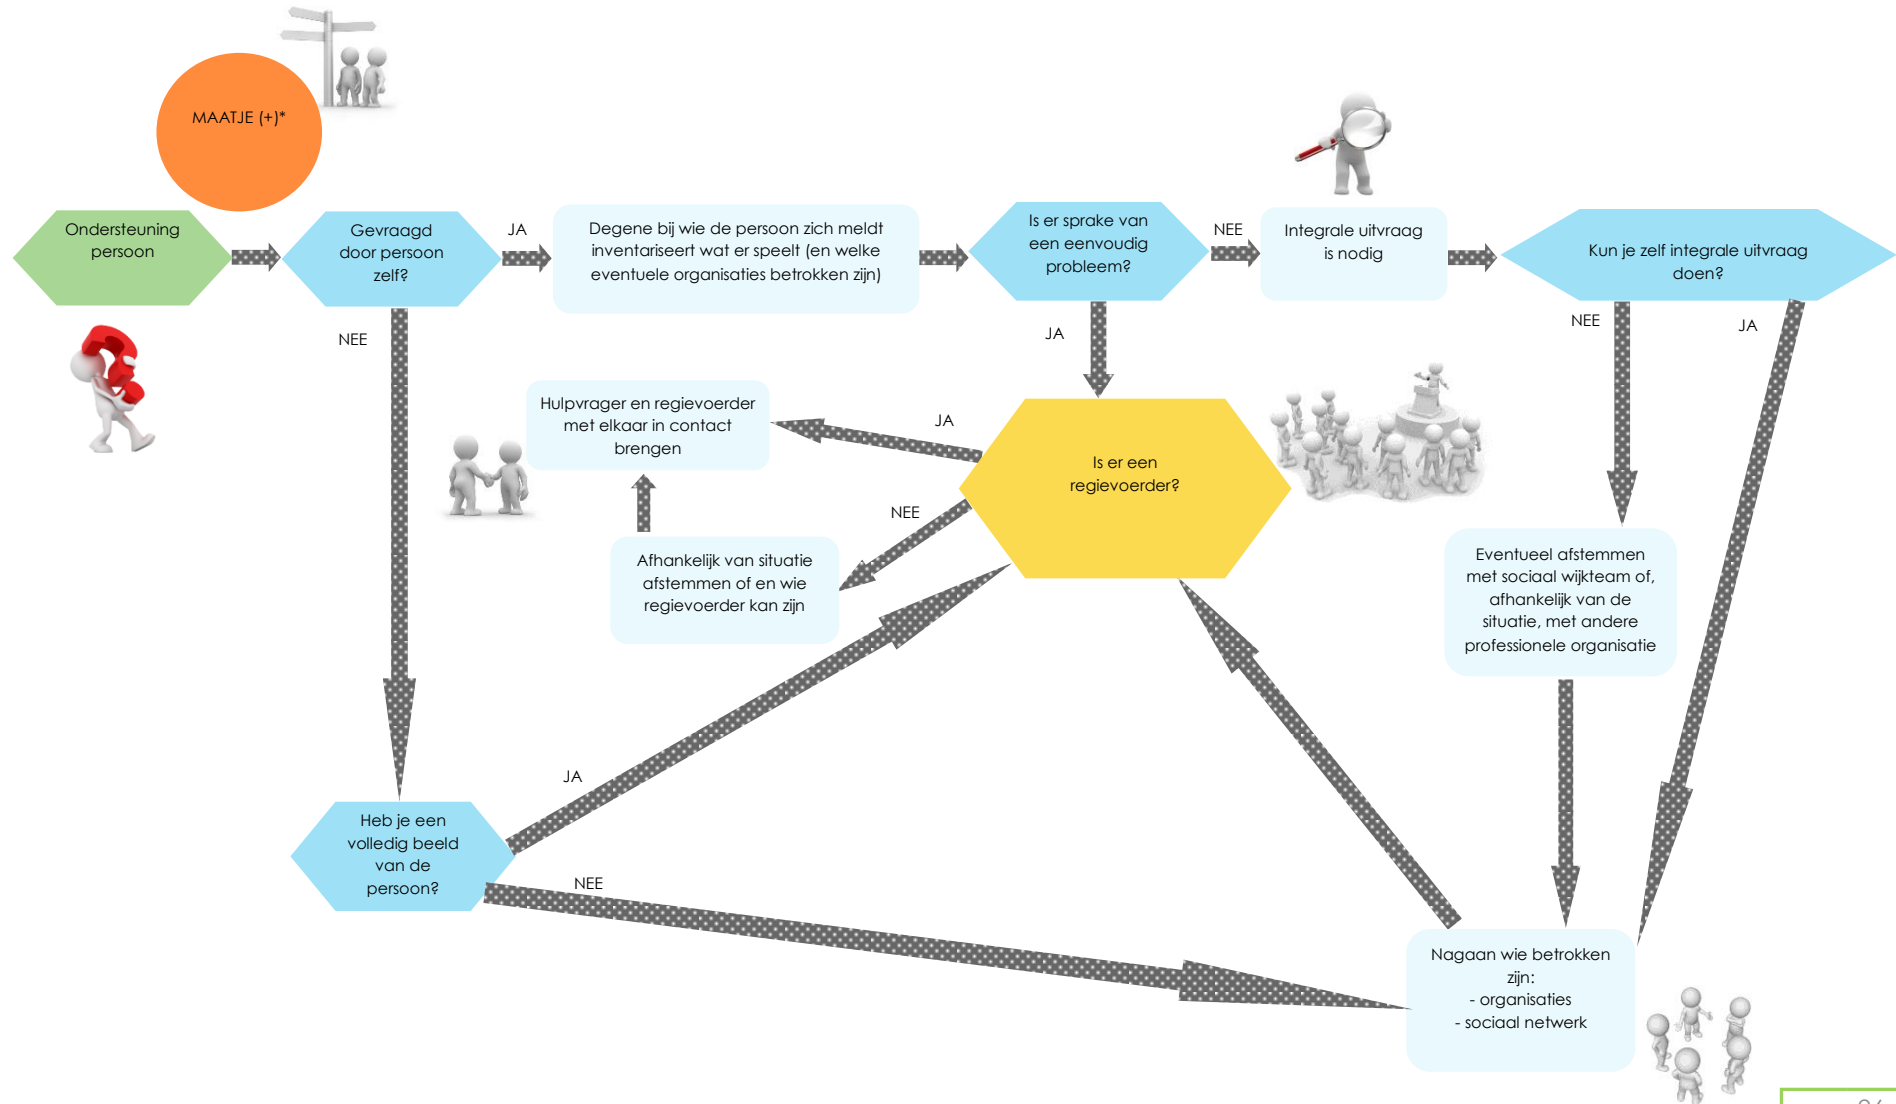 MAATJE (+)*
Ondersteuning
persoon
Gevraagd
door persoon
zelf?
JA
Degene bij wie de persoon zich meldt
inventariseert wat er speelt (en welke
eventuele organisaties betrokken zijn)
Is er sprake van
een eenvoudig
probleem?
NEE
Integrale uitvraag
is nodig
Kun je zelf integrale uitvraag
doen?
NEE
JA
NEE
JA
Hulpvrager en regievoerder
met elkaar in contact
brengen
JA
Is er een
regievoerder?
NEE
Afhankelijk van situatie
afstemmen of en wie
regievoerder kan zijn
Eventueel afstemmen
met sociaal wijkteam of,
afhankelijk van de
situatie, met andere
professionele organisatie
JA
Heb je een
volledig beeld
van de
persoon?
NEE
Nagaan wie betrokken
zijn:
- organisaties
- sociaal netwerk